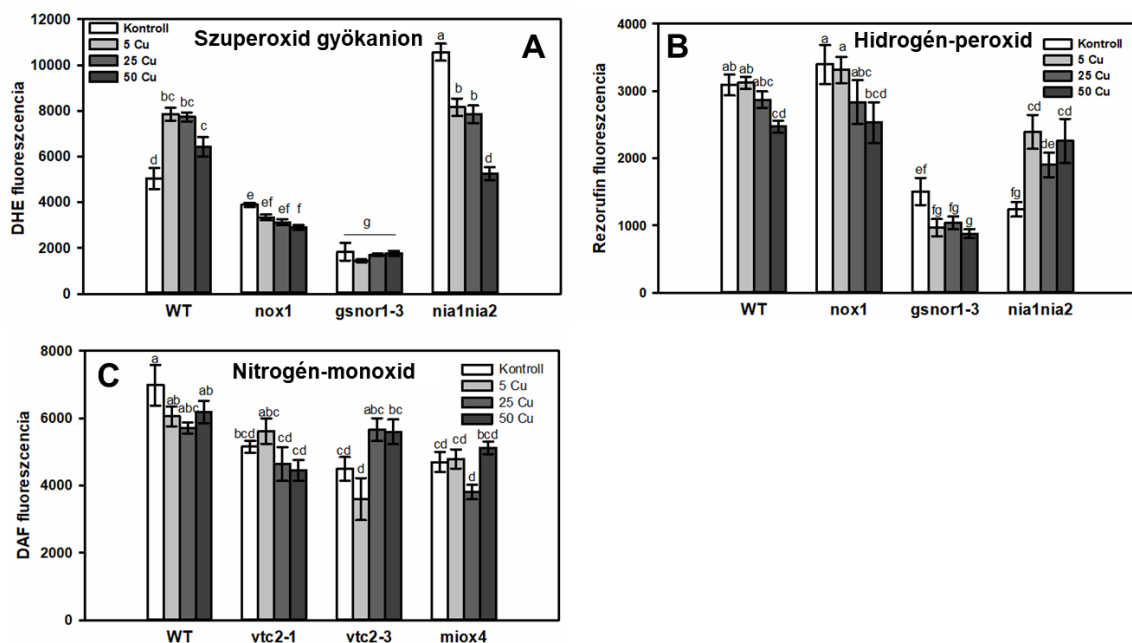 Szuperoxid gyökanion
A
DHE fluoreszcencia
12000
10000
8000
6000
4000
2000
0
Kontroll
5 Cu
25 Cu
50 Cu
d bc bc c
e ef ef f
g
a b b d
WT nox1 gsnor1-3 nia1nia2
Hidrogén-peroxid
B
Rezorufin fluoreszcencia
4000
3000
2000
1000
0
Kontroll
5 Cu
25 Cu
50 Cu
ab ab abc cd
a a abc bcd
ef fg fg g
fg cd de cd
WT nox1 gsnor1-3 nia1nia2
C
Nitrogén-monoxid
DAF fluoreszcencia
8000
6000
4000
2000
0
Kontroll
5 Cu
25 Cu
50 Cu
a ab abc ab
bcd abc cd cd
cd d abc bc
cd cd d bcd
WT vtc2-1 vtc2-3 miox4